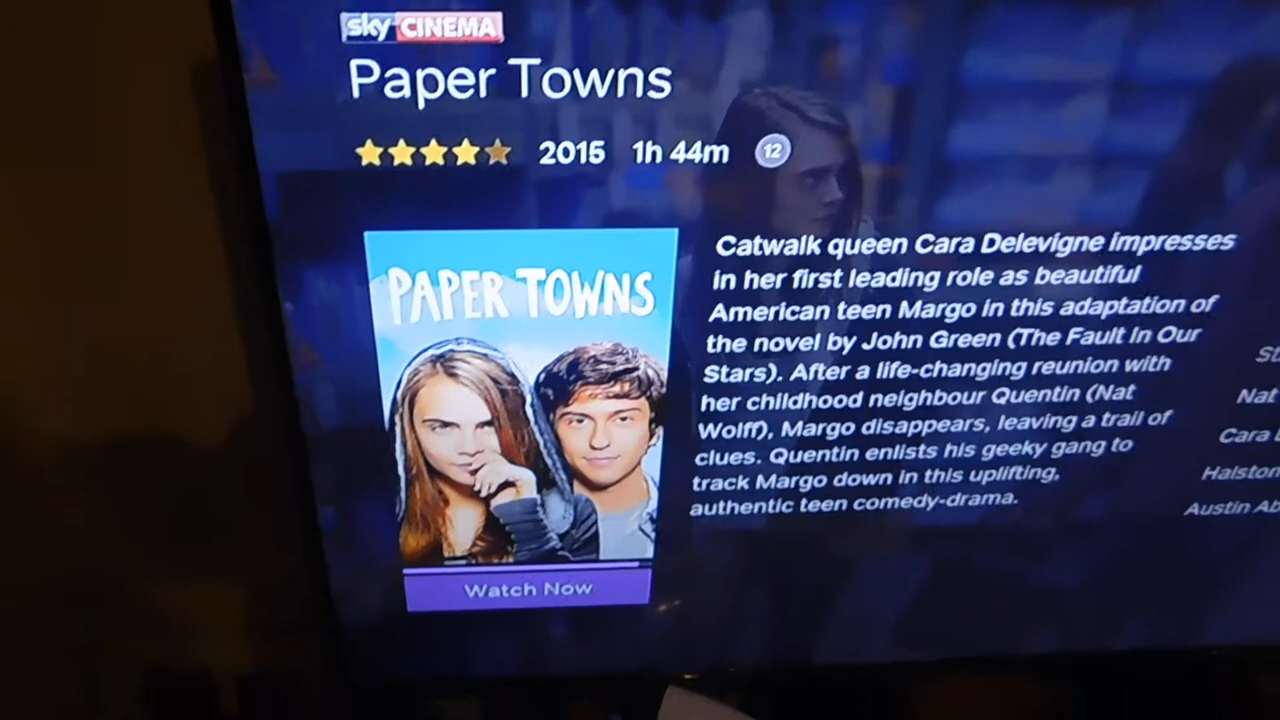 sky CINEMA
Paper Towns
2015 1h 44m 12
PAPER TOWNS
Catwalk queen Cara Delevigne impresses
in her first leading role as beautiful
American teen Margo in this adaptation of
the novel by John Green (The Fault In Our
Stars). After a life-changing reunion with
her childhood neighbour Quentin (Nat
Wolff), Margo disappears, leaving a trail of
clues. Quentin enlists his geeky gang to
track Margo down in this uplifting,
authentic teen comedy-drama.
Nat
Cara
Halston
Austin
Watch Now